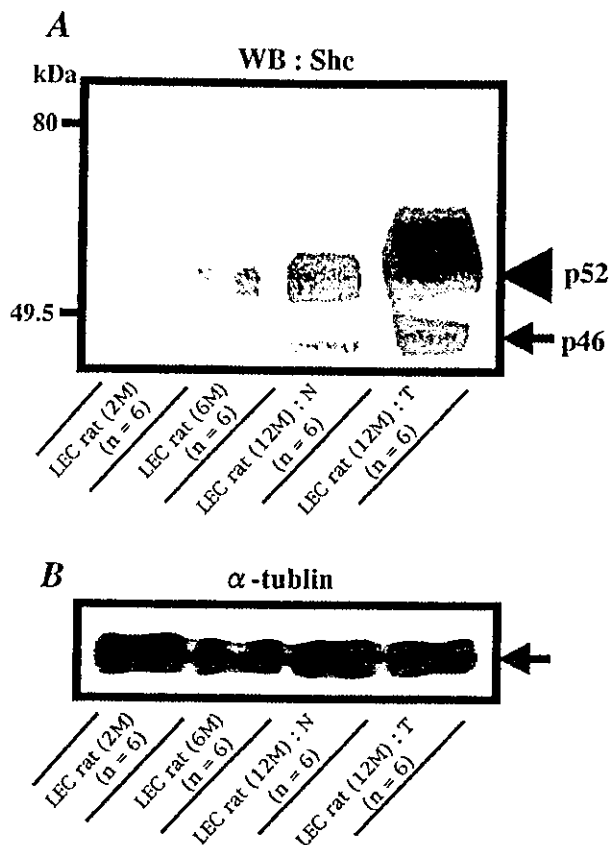 A
WB : Shc
kDa
80
49.5
p52
p46
LEC rat (2M)
(n = 6)
LEC rat (6M)
(n = 6)
LEC rat (12M) : N
(n = 6)
LEC rat (12M) : T
(n = 6)
B
α-tublin
LEC rat (2M)
(n = 6)
LEC rat (6M)
(n = 6)
LEC rat (12M) : N
(n = 6)
LEC rat (12M) : T
(n = 6)